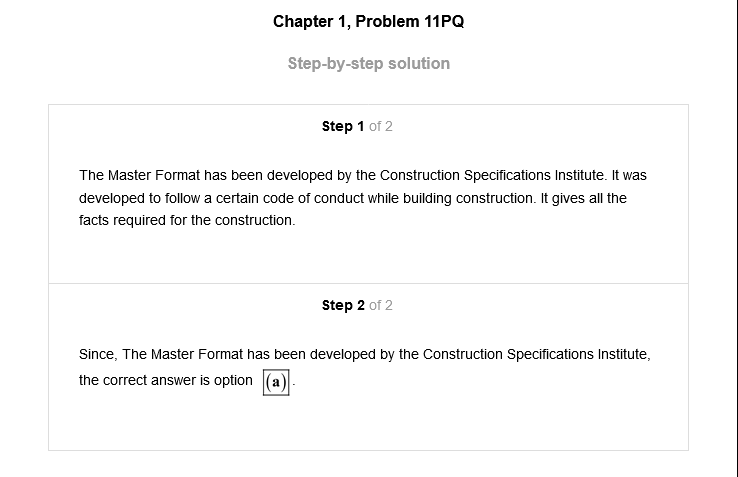 Chapter 1, Problem 11PQ
Step-by-step solution
Step 1 of 2
The Master Format has been developed by the Construction Specifications Institute. It was
developed to follow a certain code of conduct while building construction. It gives all the
facts required for the construction.
Step 2 of 2
Since, The Master Format has been developed by the Construction Specifications Institute,
the correct answer is option (a).